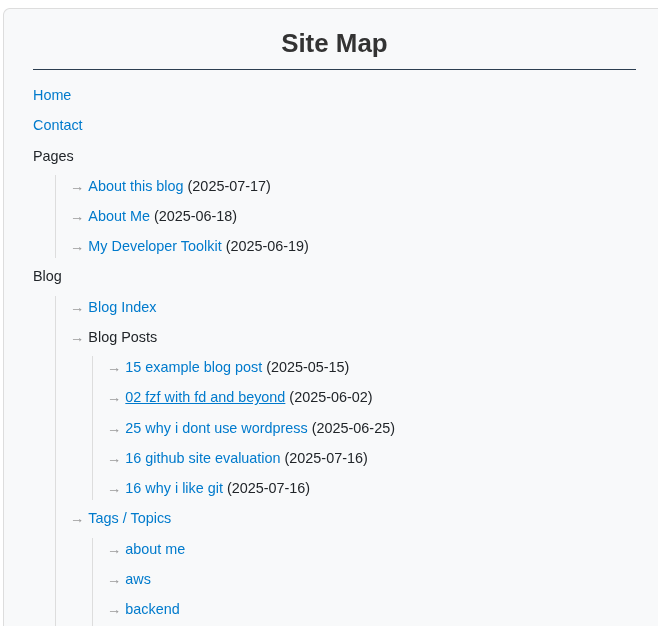 Site Map
Home
Contact
Pages
→ About this blog (2025-07-17)
→ About Me (2025-06-18)
→ My Developer Toolkit (2025-06-19)
Blog
→ Blog Index
→ Blog Posts
→ 15 example blog post (2025-05-15)
→ 02 fzf with fd and beyond (2025-06-02)
→ 25 why i dont use wordpress (2025-06-25)
→ 16 github site evaluation (2025-07-16)
→ 16 why i like git (2025-07-16)
→ Tags / Topics
→ about me
→ aws
→ backend